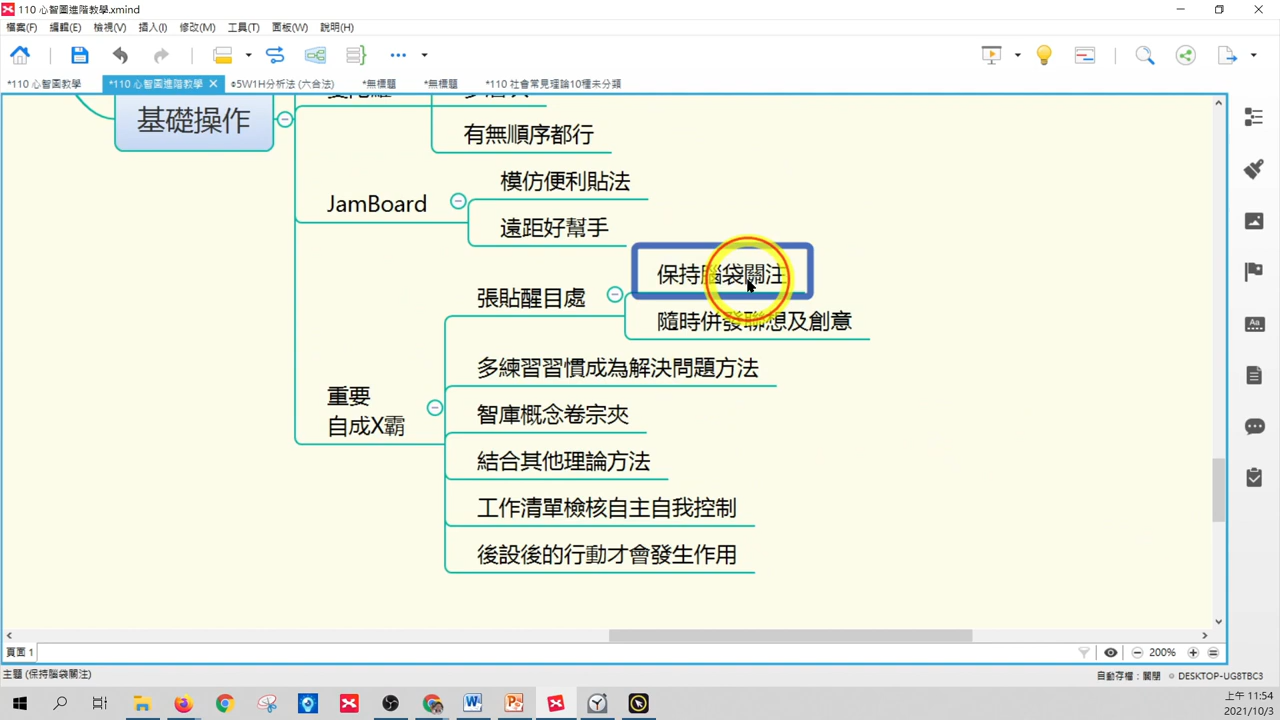 110 心智圖進階教學.xmind
檔案(F) 編輯(E) 檢視(V) 插入(I) 修改(M) 工具(T) 面板(W) 說明(H)
*110 心智圖教學 *110 心智圖進階教學 *5W1H分析法 (六合法) *無標題 *無標題 *110 社會常見理論10種未分類
基礎操作
有無順序都行
JamBoard
模仿便利貼法
遠距好幫手
張貼醒目處
保持腦袋關注
隨時併發聯想及創意
重要
自成X霸
多練習習慣成為解決問題方法
智庫概念卷宗夾
結合其他理論方法
工作清單檢核自主自我控制
後設後的行動才會發生作用
頁面 1
200%
主題 (保持腦袋關注)
自動存檔：關閉
DESKTOP-UG8TBC3
上午 11:54
2021/10/3